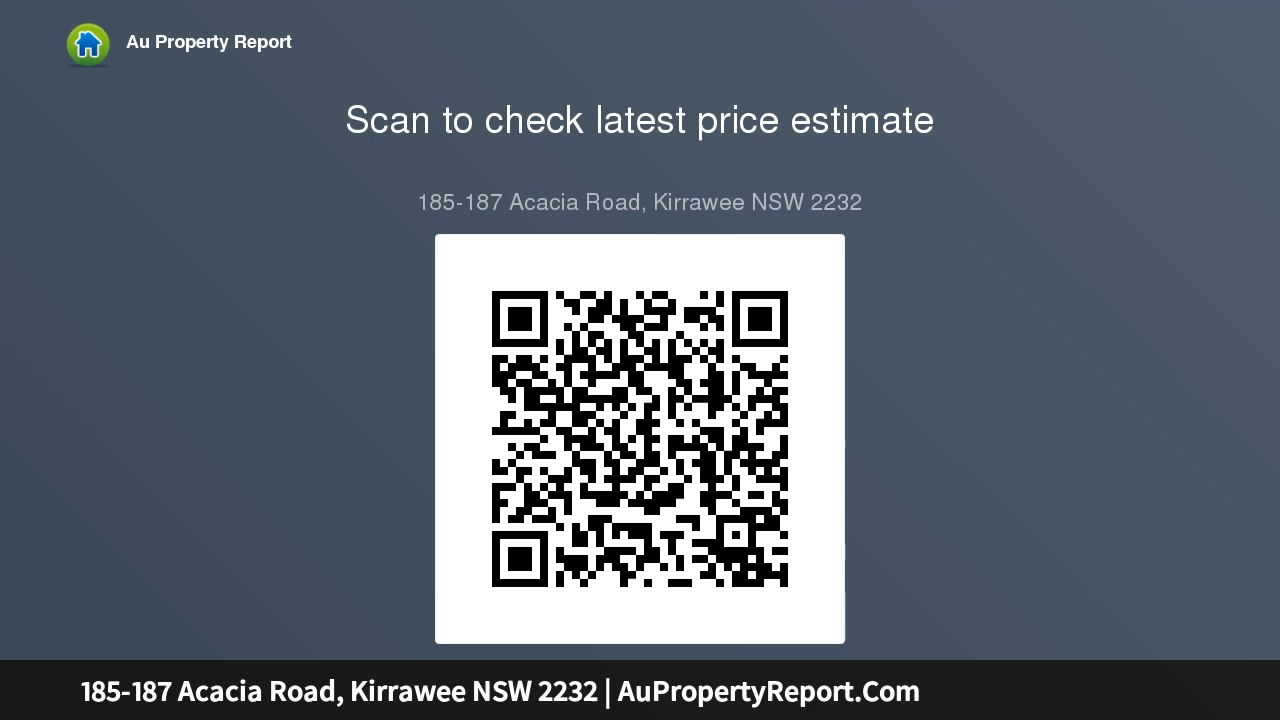 Au Property Report
Scan to check latest price estimate
185-187 Acacia Road, Kirrawee NSW 2232
185-187 Acacia Road, Kirrawee NSW 2232 | AuPropertyReport.Com